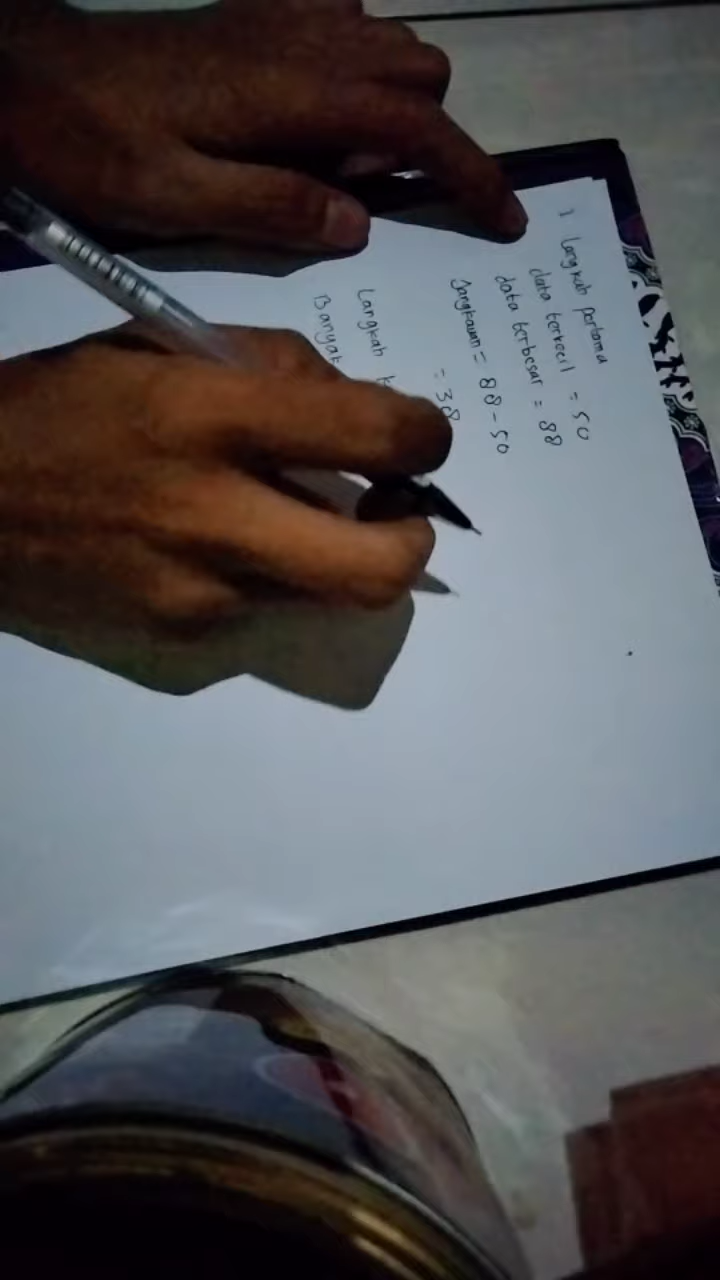 1 Langkah pertama
data terkecil = 50
data terbesar = 88
Jangkauan = 88 - 50
= 38
Langkah
Banyak